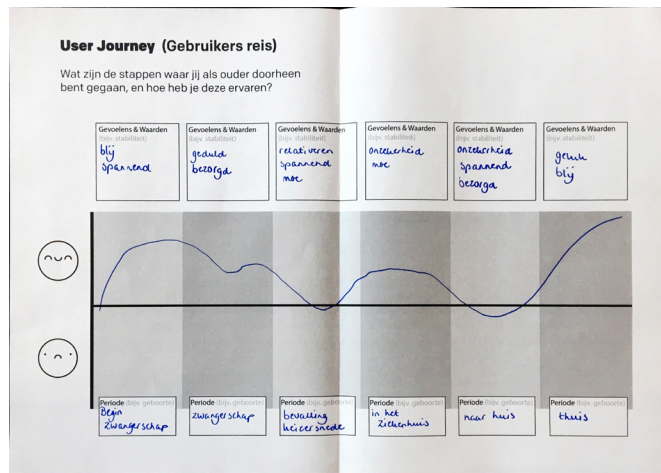 User Journey (Gebruikers reis)
Wat zijn de stappen waar jij als ouder doorheen
bent gegaan, en hoe heb je deze ervaren?
Gevoelens & Waarden
(bijv. stabiliteit)
blij
spannend
Gevoelens & Waarden
(bijv. stabiliteit)
geduld
bezorgd
Gevoelens & Waarden
(bijv. stabiliteit)
relativeren
spannend
moe
Gevoelens & Waarden
(bijv. stabiliteit)
onzekerheid
moe
Gevoelens & Waarden
(bijv. stabiliteit)
onzekerheid
spannend
bezorgd
Gevoelens & Waarden
(bijv. stabiliteit)
geluk
blij
Periode (bijv. geboorte)
Begin
zwangerschap
Periode (bijv. geboorte)
zwangerschap
Periode (bijv. geboorte)
bevalling
keizersnede
Periode (bijv. geboorte)
in het
ziekenhuis
Periode (bijv. geboorte)
naar huis
Periode (bijv. geboorte)
thuis